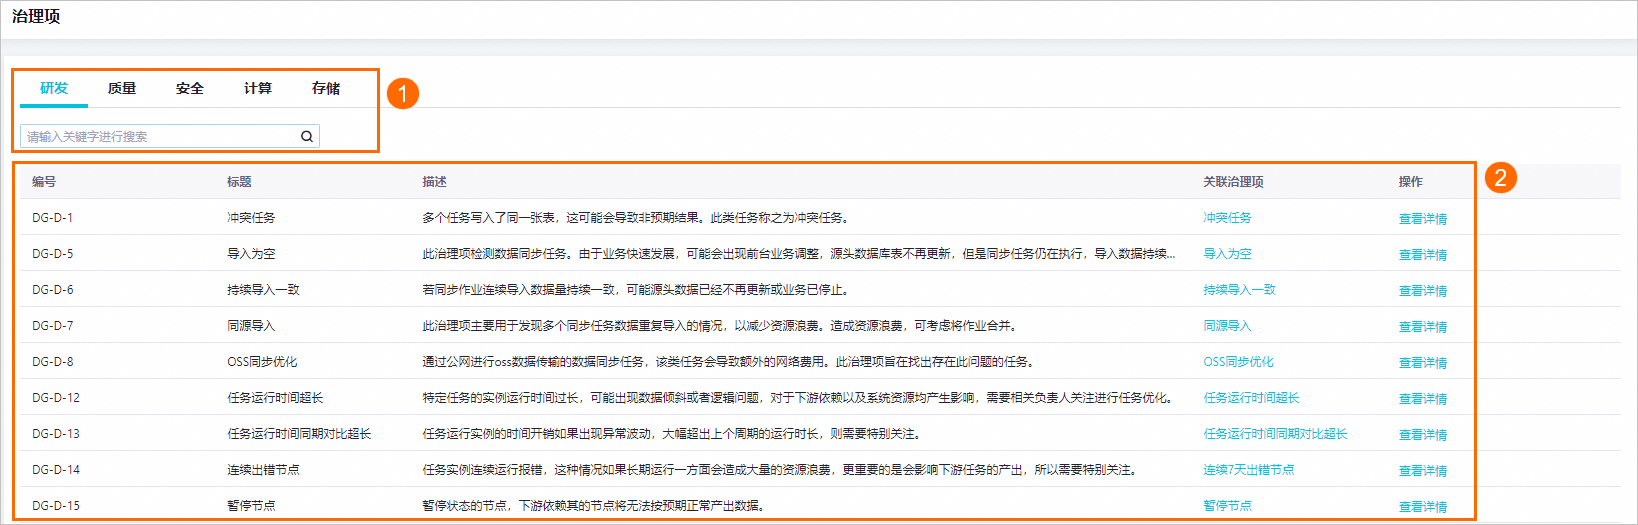 治理项
研发 质量 安全 计算 存储
1
请输入关键字进行搜索
2
编号 标题 描述 关联治理项 操作
DG-D-1 冲突任务 多个任务写入了同一张表，这可能会导致非预期结果。此类任务称之为冲突任务。 冲突任务 查看详情
DG-D-5 导入为空 此治理项检测数据同步任务。由于业务快速发展，可能会出现前台业务调整，源头数据库表不再更新，但是同步任务仍在执行，导入数据持续... 导入为空 查看详情
DG-D-6 持续导入一致 若同步作业连续导入数据量持续一致，可能源头数据已经不再更新或业务已停止。 持续导入一致 查看详情
DG-D-7 同源导入 此治理项主要用于发现多个同步任务数据重复导入的情况，以减少资源浪费。造成资源浪费，可考虑将作业合并。 同源导入 查看详情
DG-D-8 OSS同步优化 通过公网进行oss数据传输的数据同步任务，该类任务会导致额外的网络费用。此治理项旨在找出存在此问题的任务。 OSS同步优化 查看详情
DG-D-12 任务运行时间超长 特定任务的实例运行时间过长，可能出现数据倾斜或者逻辑问题，对于下游依赖以及系统资源均产生影响，需要相关负责人关注进行任务优化。 任务运行时间超长 查看详情
DG-D-13 任务运行时间同期对比超长 任务运行实例的时间开销如果出现异常波动，大幅超出上个周期的运行时长，则需要特别关注。 任务运行时间同期对比超长 查看详情
DG-D-14 连续出错节点 任务实例连续运行报错，这种情况如果长期运行一方面会造成大量的资源浪费，更重要的是会影响下游任务的产出，所以需要特别关注。 连续7天出错节点 查看详情
DG-D-15 暂停节点 暂停状态的节点，下游依赖其的节点将无法按预期正常产出数据。 暂停节点 查看详情